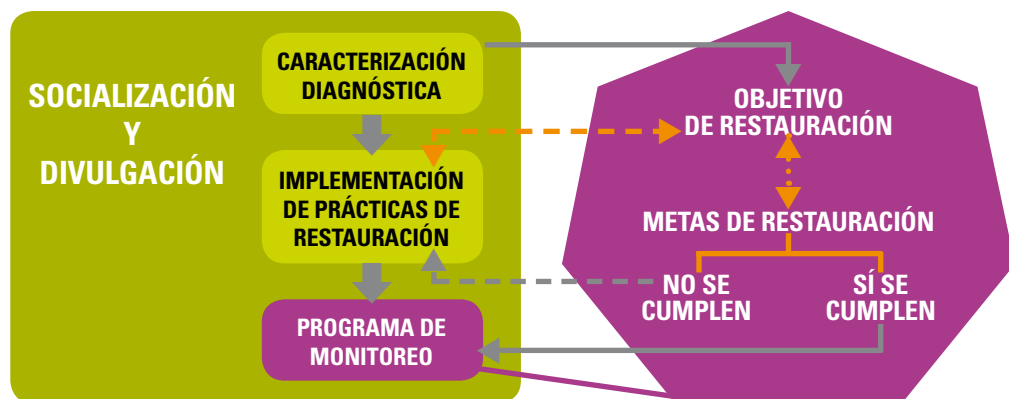 SOCIALIZACIÓN
Y
DIVULGACIÓN
CARACTERIZACIÓN
DIAGNÓSTICA
IMPLEMENTACIÓN
DE PRÁCTICAS DE
RESTAURACIÓN
PROGRAMA DE
MONITOREO
OBJETIVO
DE RESTAURACIÓN
METAS DE RESTAURACIÓN
NO SE
CUMPLEN
SÍ SE
CUMPLEN